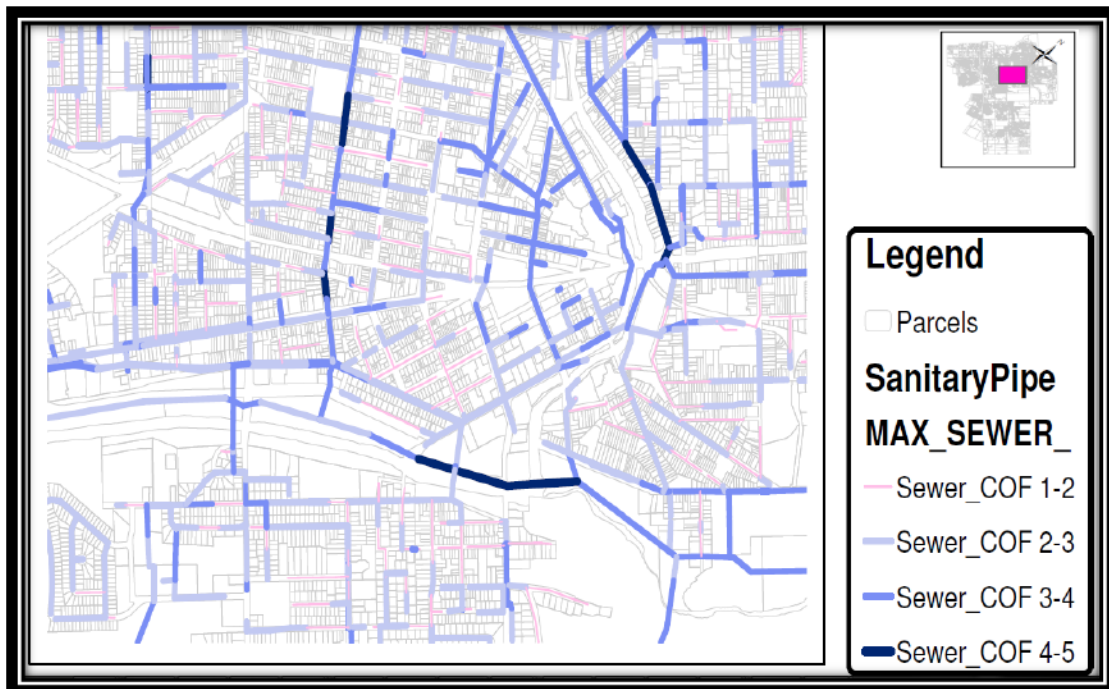 Legend
Parcels
SanitaryPipe
MAX_SEWER_
Sewer_COF 1-2
Sewer_COF 2-3
Sewer_COF 3-4
Sewer_COF 4-5